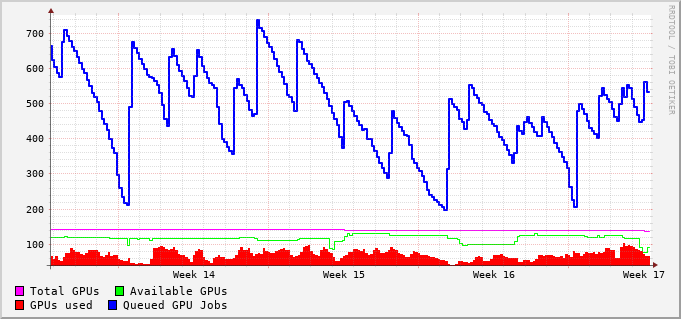 RRDTOOL / TOBI OETIKER
700
600
500
400
300
200
100
Week 14 Week 15 Week 16 Week 17
Total GPUs Available GPUs
GPUs used Queued GPU Jobs